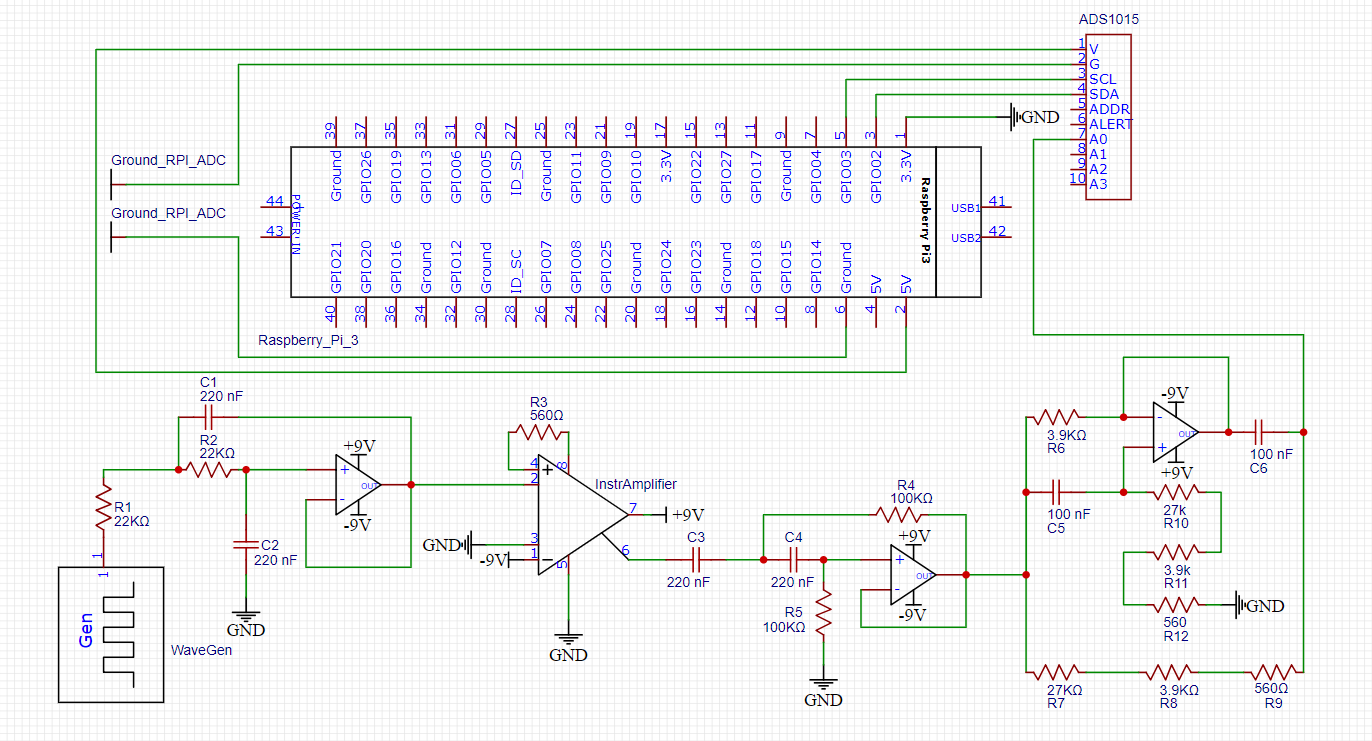 ADS1015
1 V
2 G
3 SCL
4 SDA
5 ADDR
6 ALERT
7 A0
8 A1
9 A2
10 A3
GND
39 37 35 33 31 29 27 25 23 21 19 17 15 13 11 9 7 5 3 1
Ground GPIO26 GPIO19 GPIO13 GPIO06 GPIO05 ID_SD Ground GPIO11 GPIO09 GPIO10 3.3V GPIO22 GPIO27 GPIO17 Ground GPIO04 GPIO03 GPIO02 3.3V
Ground_RPI_ADC
Ground_RPI_ADC
44
43
POWER IN
Raspberry Pi3
USB1 41
USB2 42
GPIO21 GPIO20 GPIO16 Ground GPIO12 Ground ID_SC GPIO07 GPIO08 GPIO25 Ground GPIO24 GPIO23 Ground GPIO18 GPIO15 GPIO14 Ground 5V 5V
40 38 36 34 32 30 28 26 24 22 20 18 16 14 12 10 8 6 4 2
Raspberry_Pi_3
C1
220 nF
R2
22KΩ
+9V
+
-
OUT
-9V
R1
22KΩ
C2
220 nF
GND
1
1
Gen
WaveGen
R3
560Ω
4
2
+
8
InstrAmplifier
7
+9V
GND
3
-9V
1
5
6
GND
C3
220 nF
C4
220 nF
R4
100KΩ
+9V
+
-
OUT
-9V
R5
100KΩ
GND
-9V
-
+
OUT
+9V
3.9KΩ
R6
100 nF
C5
100 nF
C6
27k
R10
3.9k
R11
560
R12
GND
27KΩ
R7
3.9KΩ
R8
560Ω
R9